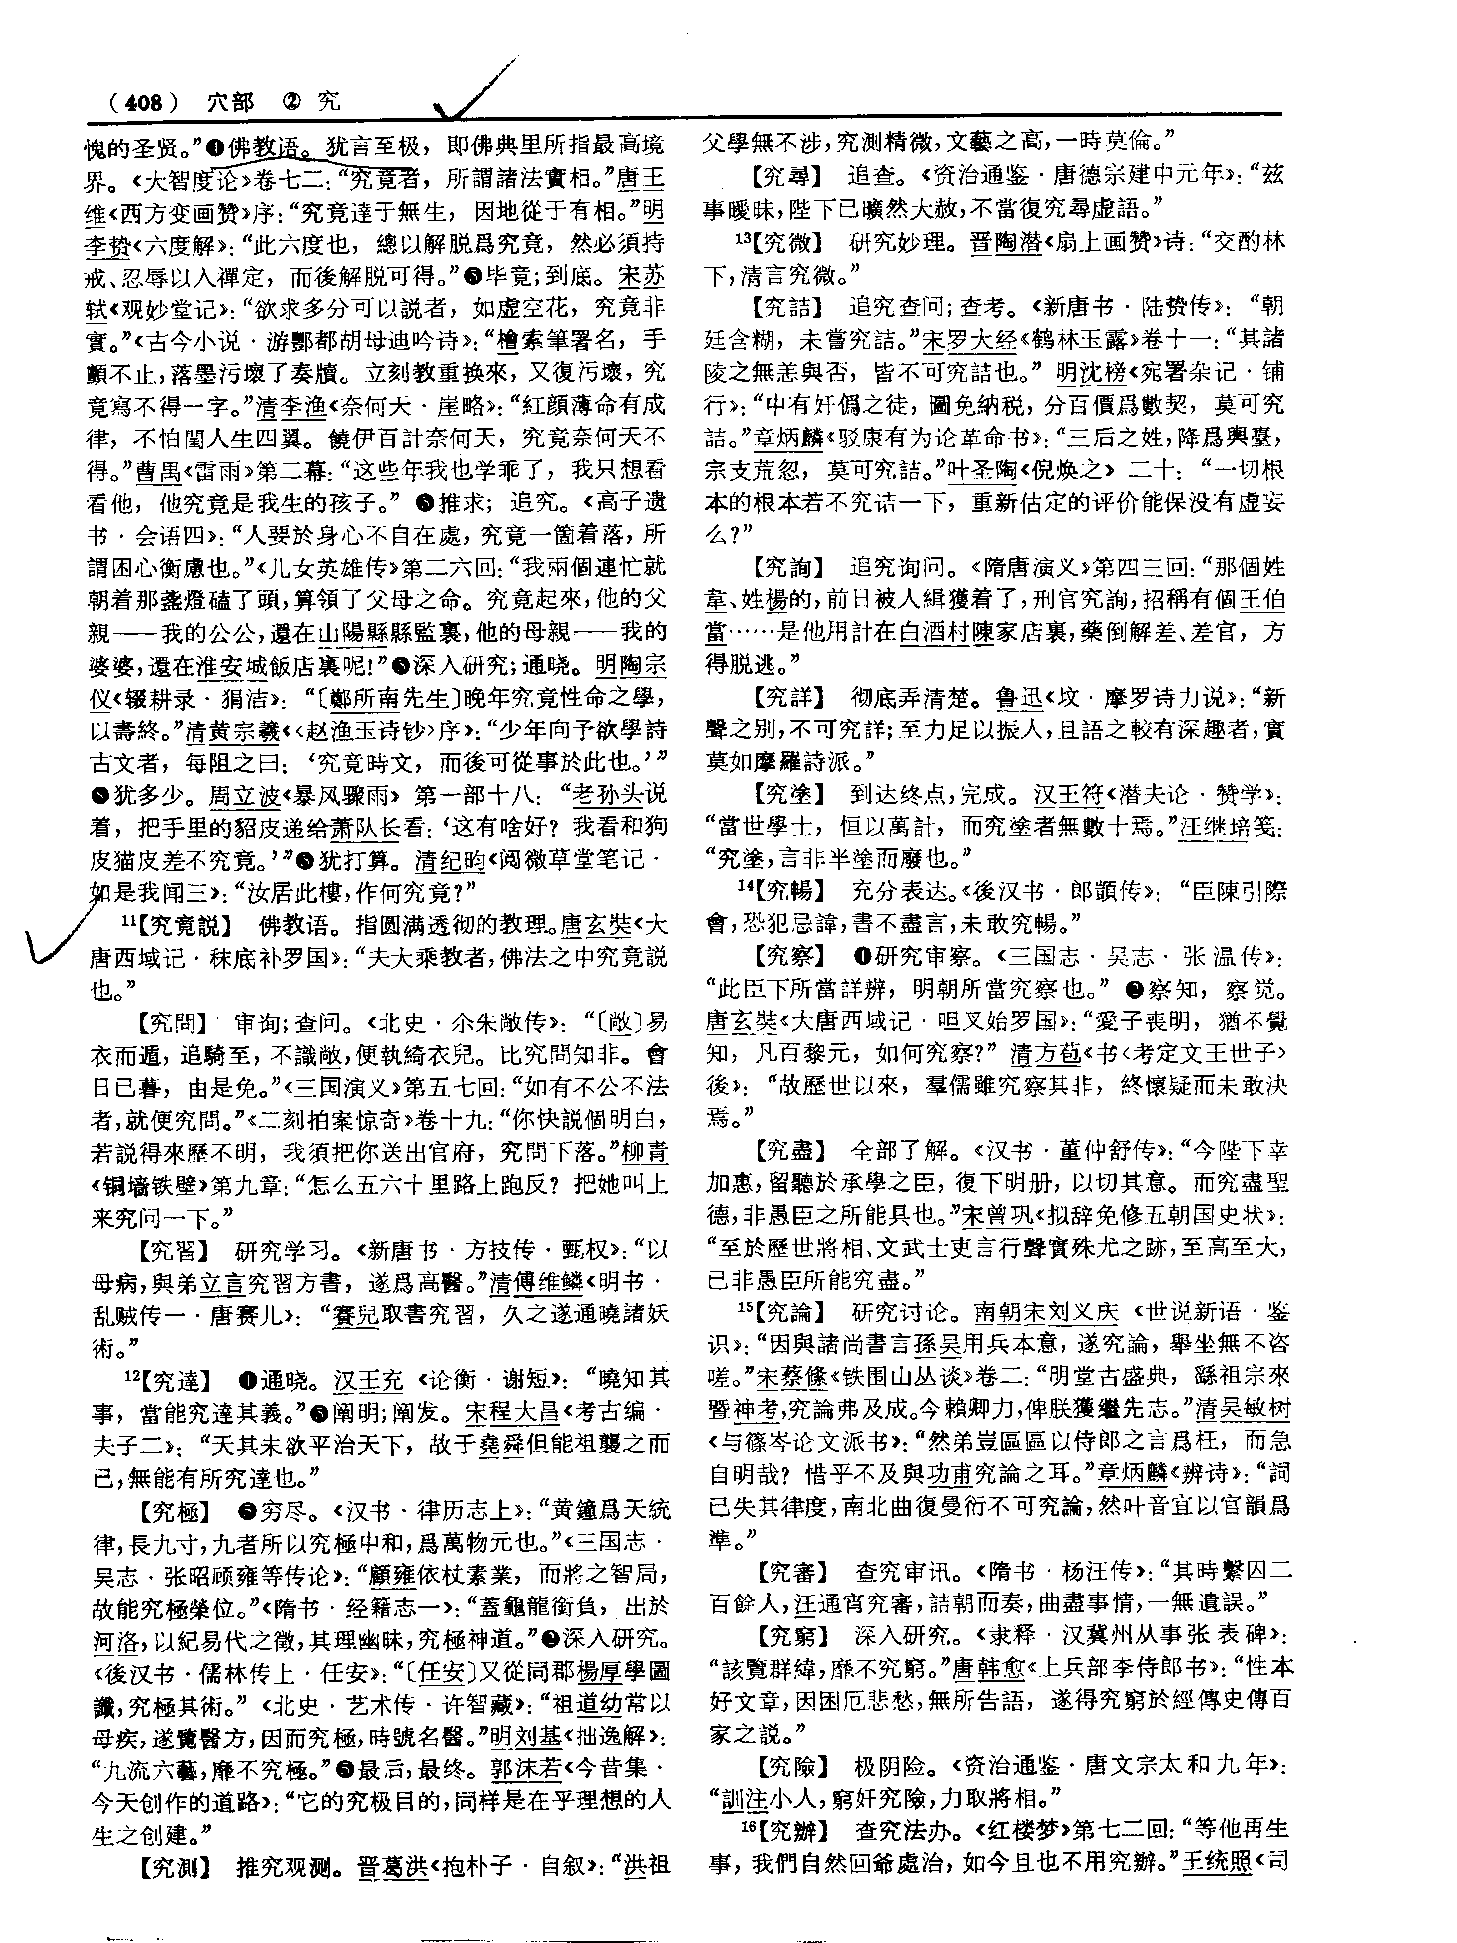 （408） 穴部 ② 究
愧的圣贤。”❹佛教语。犹言至极，即佛典里所指最高境
界。《大智度论》卷七二：“究竟者，所謂諸法實相。”唐王
维《西方变画赞》序：“究竟達于無生，因地從于有相。”明
李贽《六度解》：“此六度也，總以解脱爲究竟，然必須持
戒、忍辱以入禪定，而後解脱可得。”❺毕竟；到底。宋苏
轼《观妙堂记》：“欲求多分可以説者，如虚空花，究竟非
實。”《古今小说·游酆都胡母迪吟诗》：“檜索筆署名，手
顫不止，落墨污壞了奏牘。立刻教重换來，又復污壞，究
竟寫不得一字。”清李渔《奈何天·崖略》：“紅顔薄命有成
律，不怕閨人生四翼。饒伊百計奈何天，究竟奈何天不
得。”曹禺《雷雨》第二幕：“这些年我也学乖了，我只想看
看他，他究竟是我生的孩子。”❻推求；追究。《高子遗
书·会语四》：“人要於身心不自在處，究竟一箇着落，所
謂困心衡慮也。”《儿女英雄传》第二六回：“我兩個連忙就
朝着那盞燈磕了頭，算領了父母之命。究竟起來，他的父
親——我的公公，還在山陽縣縣監裏，他的母親——我的
婆婆，還在淮安城飯店裏呢！”❼深入研究；通晓。明陶宗
仪《辍耕录·狷洁》：“〔鄭所南先生〕晚年究竟性命之學，
以壽終。”清黄宗羲《〈赵渔玉诗钞〉序》：“少年向予欲學詩
古文者，每阻之曰：‘究竟時文，而後可從事於此也。’”
❽犹多少。周立波《暴风骤雨》第一部十八：“老孙头说
着，把手里的貂皮递给萧队长看：‘这有啥好？我看和狗
皮猫皮差不究竟。’”❾犹打算。清纪昀《阅微草堂笔记·
如是我闻三》：“汝居此樓，作何究竟？”
11【究竟説】 佛教语。指圆满透彻的教理。唐玄奘《大
唐西域记·秣底补罗国》：“夫大乘教者，佛法之中究竟説
也。”
【究問】 审询；查问。《北史·尒朱敞传》：“〔敞〕易
衣而遁，追騎至，不識敞，便執綺衣兒。比究問知非。會
日已暮，由是免。”《三国演义》第五七回：“如有不公不法
者，就便究問。”《二刻拍案惊奇》卷十九：“你快説個明白，
若説得來歷不明，我須把你送出官府，究問下落。”柳青
《铜墙铁壁》第九章：“怎么五六十里路上跑反？把她叫上
来究问一下。”
【究習】 研究学习。《新唐书·方技传·甄权》：“以
母病，與弟立言究習方書，遂爲高醫。”清傅维鳞《明书·
乱贼传一·唐赛儿》：“賽兒取書究習，久之遂通曉諸妖
術。”
12【究達】 ❶通晓。汉王充《论衡·谢短》：“曉知其
事，當能究達其義。”❷阐明；阐发。宋程大昌《考古编·
夫子二》：“天其未欲平治天下，故于堯舜但能祖襲之而
已，無能有所究達也。”
【究極】 ❶穷尽。《汉书·律历志上》：“黄鐘爲天統
律，長九寸，九者所以究極中和，爲萬物元也。”《三国志·
吴志·张昭顾雍等传论》：“顧雍依杖素業，而將之智局，
故能究極榮位。”《隋书·经籍志一》：“蓋龜龍銜負，出於
河洛，以紀易代之徵，其理幽昧，究極神道。”❷深入研究。
《後汉书·儒林传上·任安》：“〔任安〕又從同郡楊厚學圖
讖，究極其術。”《北史·艺术传·许智藏》：“祖道幼常以
母疾，遂覽醫方，因而究極，時號名醫。”明刘基《拙逸解》：
“九流六藝，靡不究極。”❸最后，最终。郭沫若《今昔集·
今天创作的道路》：“它的究极目的，同样是在乎理想的人
生之创建。”
【究測】 推究观测。晋葛洪《抱朴子·自叙》：“洪祖
父學無不涉，究測精微，文藝之高，一時莫倫。”
【究尋】 追查。《资治通鉴·唐德宗建中元年》：“兹
事曖昧，陛下已曠然大赦，不當復究尋虚語。”
13【究微】 研究妙理。晋陶潜《扇上画赞》诗：“交酌林
下，清言究微。”
【究詰】 追究查问；查考。《新唐书·陆贽传》：“朝
廷含糊，未嘗究詰。”宋罗大经《鹤林玉露》卷十一：“其諸
陵之無恙與否，皆不可究詰也。”明沈榜《宛署杂记·铺
行》：“中有奸僞之徒，圖免納税，分百價爲數契，莫可究
詰。”章炳麟《驳康有为论革命书》：“三后之姓，降爲輿臺，
宗支荒忽，莫可究詰。”叶圣陶《倪焕之》二十：“一切根
本的根本若不究诘一下，重新估定的评价能保没有虚妄
么？”
【究詢】 追究询问。《隋唐演义》第四三回：“那個姓
韋、姓楊的，前日被人緝獲着了，刑官究詢，招稱有個王伯
當……是他用計在白酒村陳家店裏，藥倒解差、差官，方
得脱逃。”
【究詳】 彻底弄清楚。鲁迅《坟·摩罗诗力说》：“新
聲之别，不可究詳；至力足以振人，且語之較有深趣者，實
莫如摩羅詩派。”
【究塗】 到达终点，完成。汉王符《潜夫论·赞学》：
“當世學士，恒以萬計，而究塗者無數十焉。”汪继培笺：
“究塗，言非半塗而廢也。”
14【究暢】 充分表达。《後汉书·郎顗传》：“臣陳引際
會，恐犯忌諱，書不盡言，未敢究暢。”
【究察】 ❶研究审察。《三国志·吴志·张温传》：
“此臣下所當詳辨，明朝所當究察也。”❷察知，察觉。
唐玄奘《大唐西域记·呾叉始罗国》：“愛子喪明，猶不覺
知，凡百黎元，如何究察？”清方苞《书〈考定文王世子〉
後》：“故歷世以來，羣儒雖究察其非，終懷疑而未敢决
焉。”
【究盡】 全部了解。《汉书·董仲舒传》：“今陛下幸
加惠，留聽於承學之臣，復下明册，以切其意。而究盡聖
德，非愚臣之所能具也。”宋曾巩《拟辞免修五朝国史状》：
“至於歷世將相、文武士吏言行聲實殊尤之跡，至高至大，
已非愚臣所能究盡。”
15【究論】 研究讨论。南朝宋刘义庆《世说新语·鉴
识》：“因與諸尚書言孫吴用兵本意，遂究論，舉坐無不咨
嗟。”宋蔡絛《铁围山丛谈》卷二：“明堂古盛典，繇祖宗來
暨神考，究論弗及成。今賴卿力，俾朕獲繼先志。”清吴敏树
《与篠岑论文派书》：“然弟豈區區以侍郎之言爲枉，而急
自明哉？惜乎不及與功甫究論之耳。”章炳麟《辨诗》：“詞
已失其律度，南北曲復曼衍不可究論，然叶音宜以官韻爲
準。”
【究審】 查究审讯。《隋书·杨汪传》：“其時繫囚二
百餘人，汪通宵究審，詰朝而奏，曲盡事情，一無遺誤。”
【究窮】 深入研究。《隶释·汉冀州从事张表碑》：
“該覽群緯，靡不究窮。”唐韩愈《上兵部李侍郎书》：“性本
好文章，因困厄悲愁，無所告語，遂得究窮於經傳史傳百
家之説。”
【究險】 极阴险。《资治通鉴·唐文宗太和九年》：
“訓注小人，窮奸究險，力取將相。”
16【究辦】 查究法办。《红楼梦》第七二回：“等他再生
事，我們自然回爺處治，如今且也不用究辦。”王统照《司